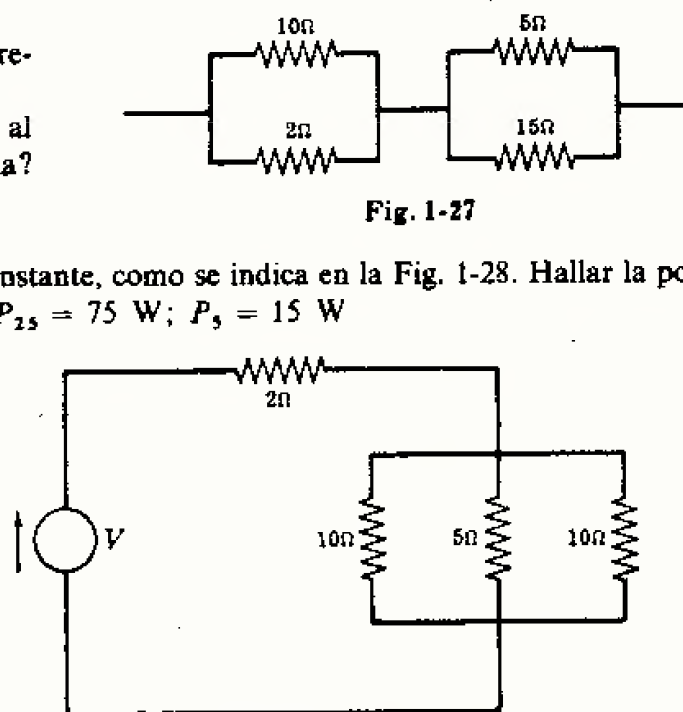 10Ω
5Ω
re-
al
2Ω
15Ω
a?
Fig. 1-27
nstante, como se indica en la Fig. 1-28. Hallar la po
P₂₅ = 75 W; P₅ = 15 W
2Ω
V
10Ω
5Ω
10Ω